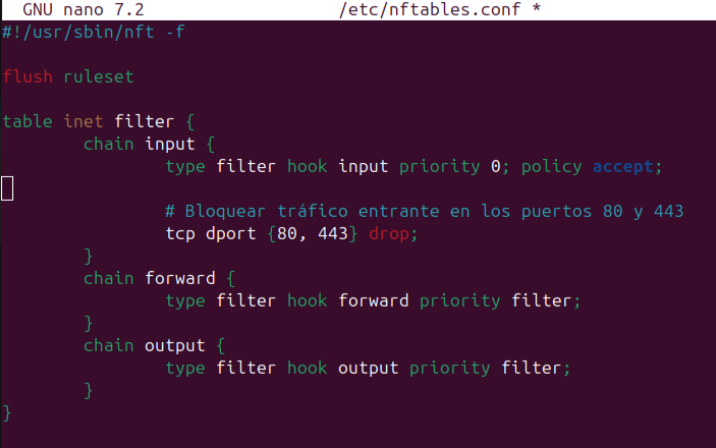 GNU nano 7.2 /etc/nftables.conf *
#!/usr/sbin/nft -f
flush ruleset
table inet filter {
chain input {
type filter hook input priority 0; policy accept;
# Bloquear tráfico entrante en los puertos 80 y 443
tcp dport {80, 443} drop;
}
chain forward {
type filter hook forward priority filter;
}
chain output {
type filter hook output priority filter;
}
}